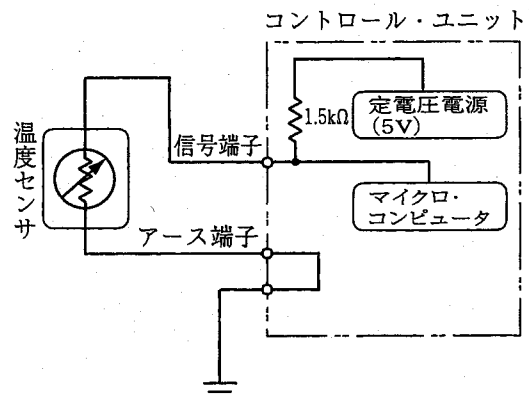 コントロール・ユニット
定電圧電源
(5V)
1.5kΩ
信号端子
温度センサ
マイクロ・
コンピュータ
アース端子